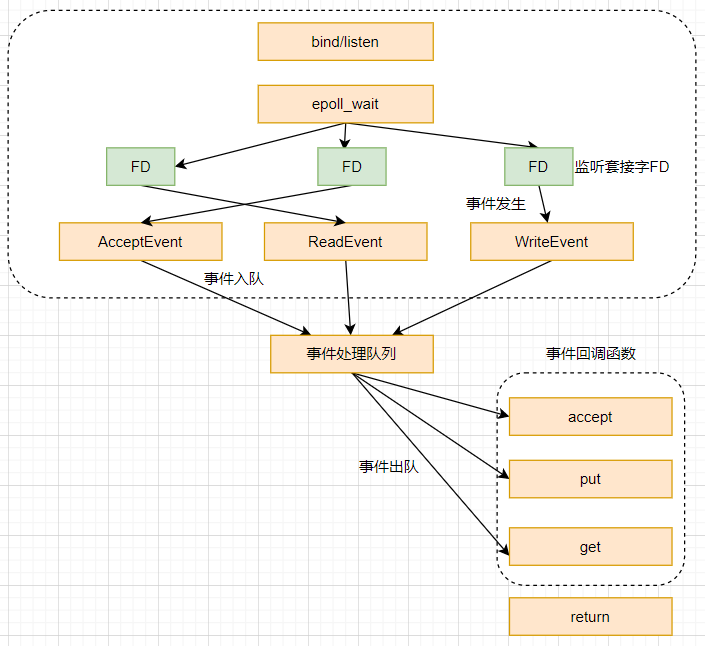 bind/listen
epoll_wait
FD
FD
FD
监听套接字FD
事件发生
AcceptEvent
ReadEvent
WriteEvent
事件入队
事件处理队列
事件回调函数
accept
事件出队
put
get
return